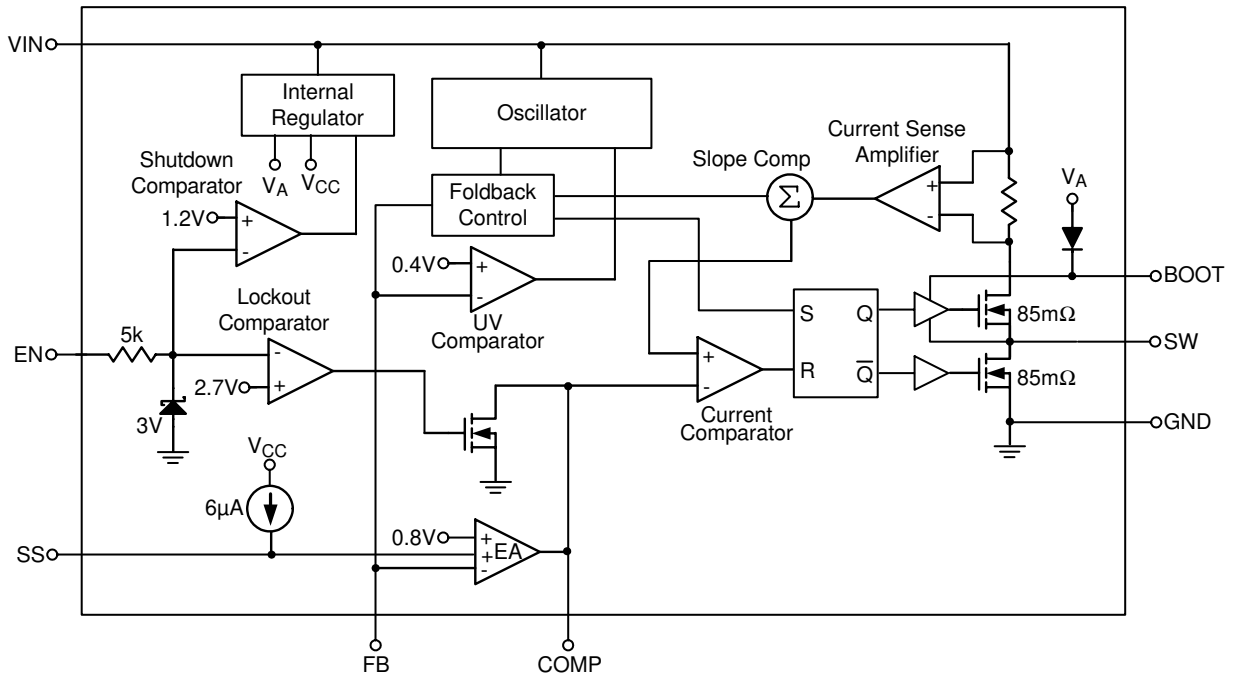 VIN
Internal
Regulator
Oscillator
Current Sense
Amplifier
Shutdown
Comparator
VA
VCC
Slope Comp
VA
Foldback
Control
Σ
+
-
1.2V
+
-
0.4V
+
-
UV
Comparator
BOOT
Lockout
Comparator
S
Q
85mΩ
5k
EN
-
+
2.7V
SW
+
-
R
Q̅
85mΩ
Current
Comparator
3V
GND
VCC
6µA
0.8V
+
+
-
EA
SS
FB
COMP